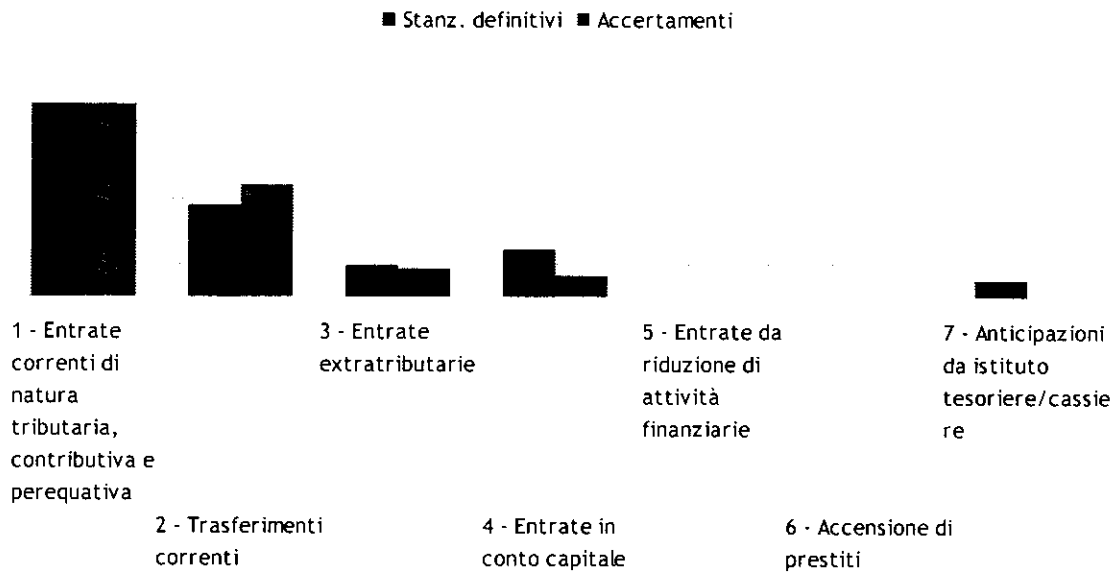 Stanz. definitivi Accertamenti
1 - Entrate
correnti di
natura
tributaria,
contributiva e
perequativa
2 - Trasferimenti
correnti
3 - Entrate
extratributarie
4 - Entrate in
conto capitale
5 - Entrate da
riduzione di
attività
finanziarie
6 - Accensione di
prestiti
7 - Anticipazioni
da istituto
tesoriere/cassie
re